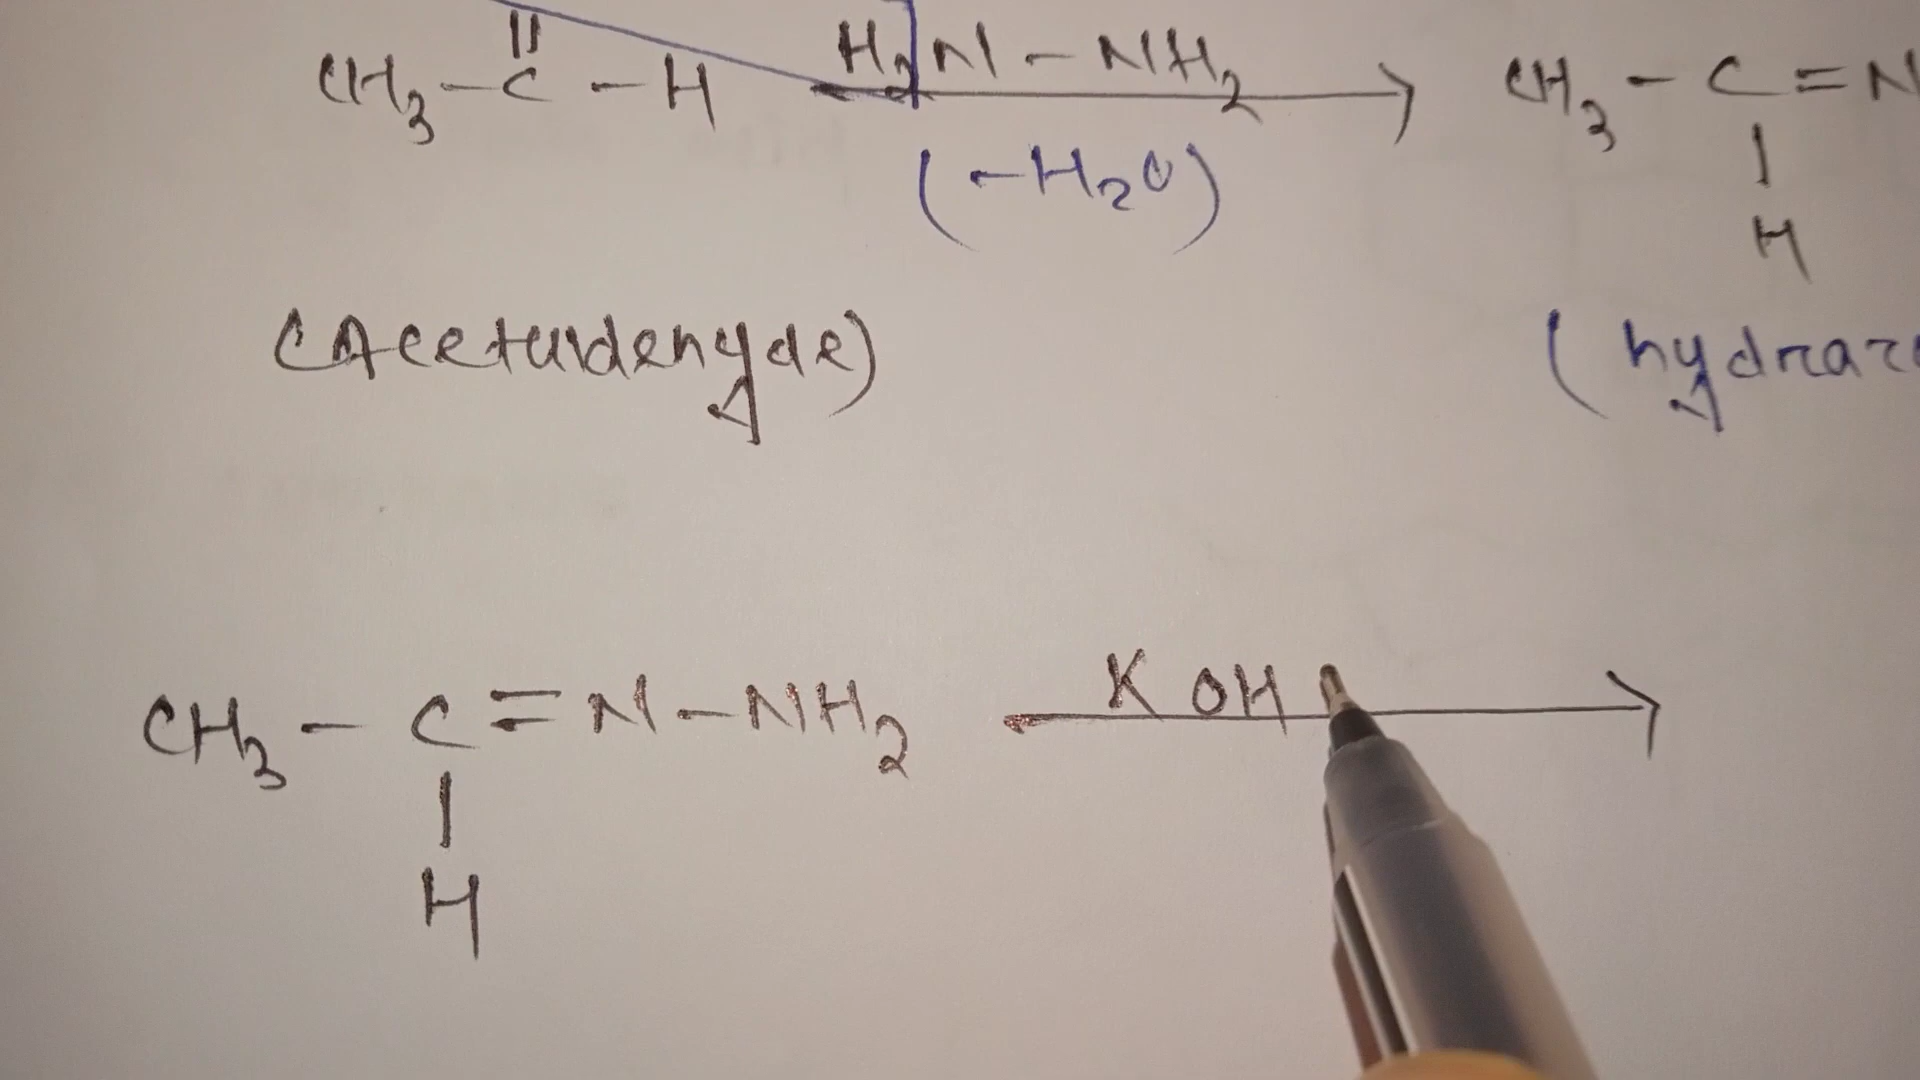 CH₃-C-H H₂N-NH₂ → CH₃-C=N
(-H₂O) H
(Acetaldehyde) (hydraz
CH₃-C=N-NH₂ KOH →
H